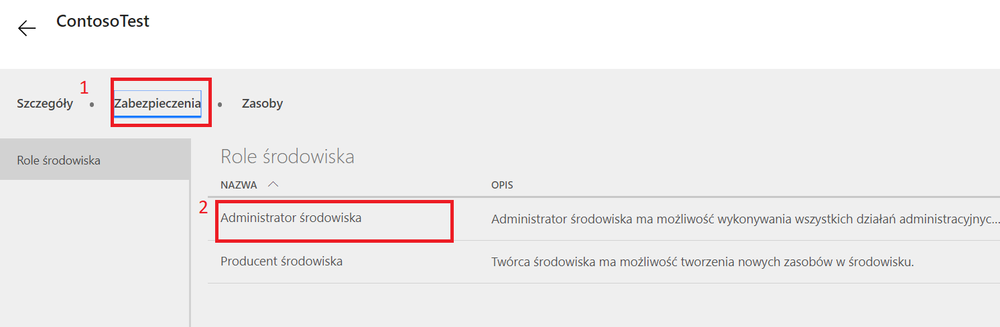 ContosoTest
1
Szczegóły • Zabezpieczenia • Zasoby
Role środowiska
Role środowiska
NAZWA OPIS
2
Administrator środowiska Administrator środowiska ma możliwość wykonywania wszystkich działań administracyjnyc...
Producent środowiska Twórca środowiska ma możliwość tworzenia nowych zasobów w środowisku.